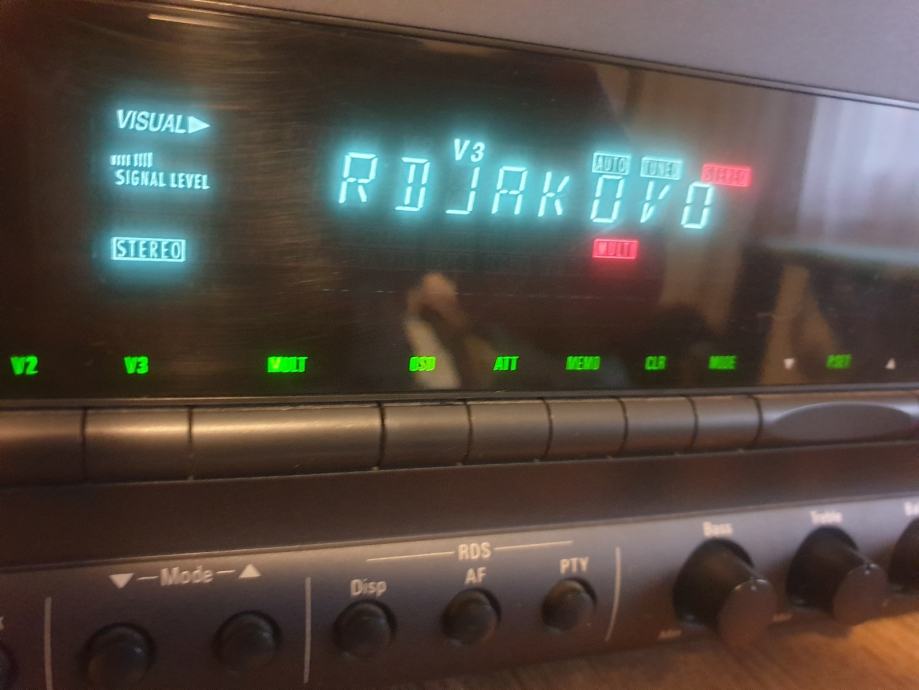 VISUAL▶
V3
AUTO TUNED STEREO
SIGNAL LEVEL
RDJAKOVO
STEREO
MULTI
V2 V3 MULT OSD ATT MEMO CLR MODE ▼ P.SET ▲
RDS
▼ Mode ▲ Disp AF PTY Bass Treble